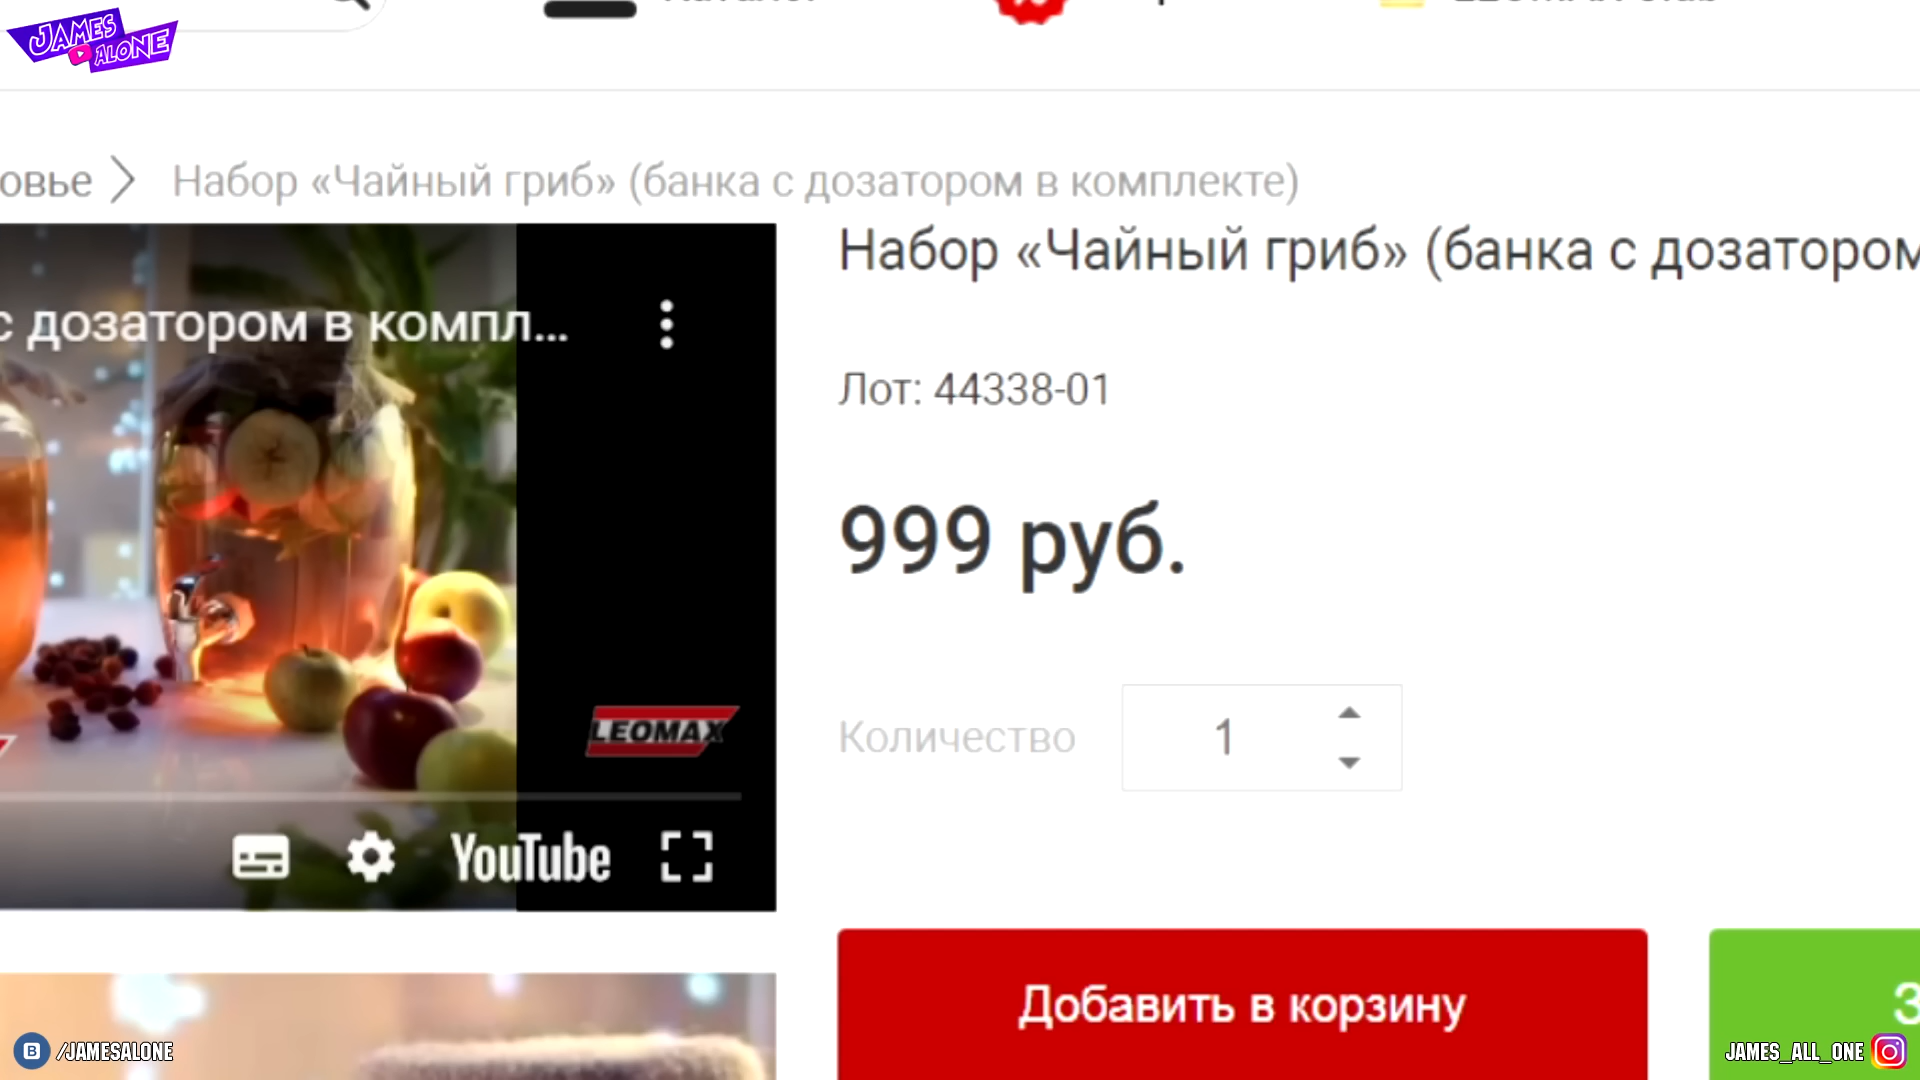 JAMES
ALONE
овье
Набор «Чайный гриб» (банка с дозатором в комплекте)
Набор «Чайный гриб» (банка с дозатором
с дозатором в компл...
Лот: 44338-01
999 руб.
LEOMAX
Количество
1
YouTube
Добавить в корзину
З
/JAMESALONE
JAMES_ALL_ONE